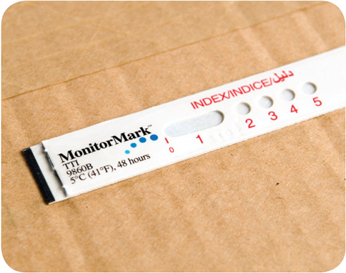 INDEX/INDICE/دليل
MonitorMark™
TTI
9860B
5°C (41°F), 48 hours
! 1 2 3 4 5
0